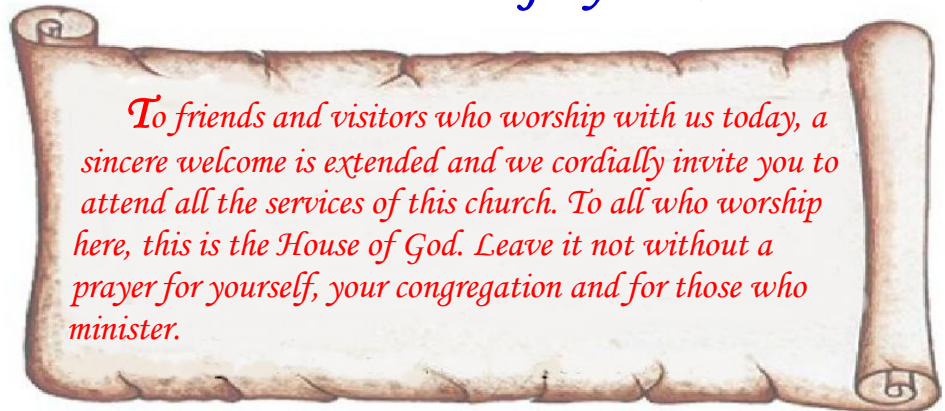 To friends and visitors who worship with us today, a
sincere welcome is extended and we cordially invite you to
attend all the services of this church. To all who worship
here, this is the House of God. Leave it not without a
prayer for yourself, your congregation and for those who
minister.